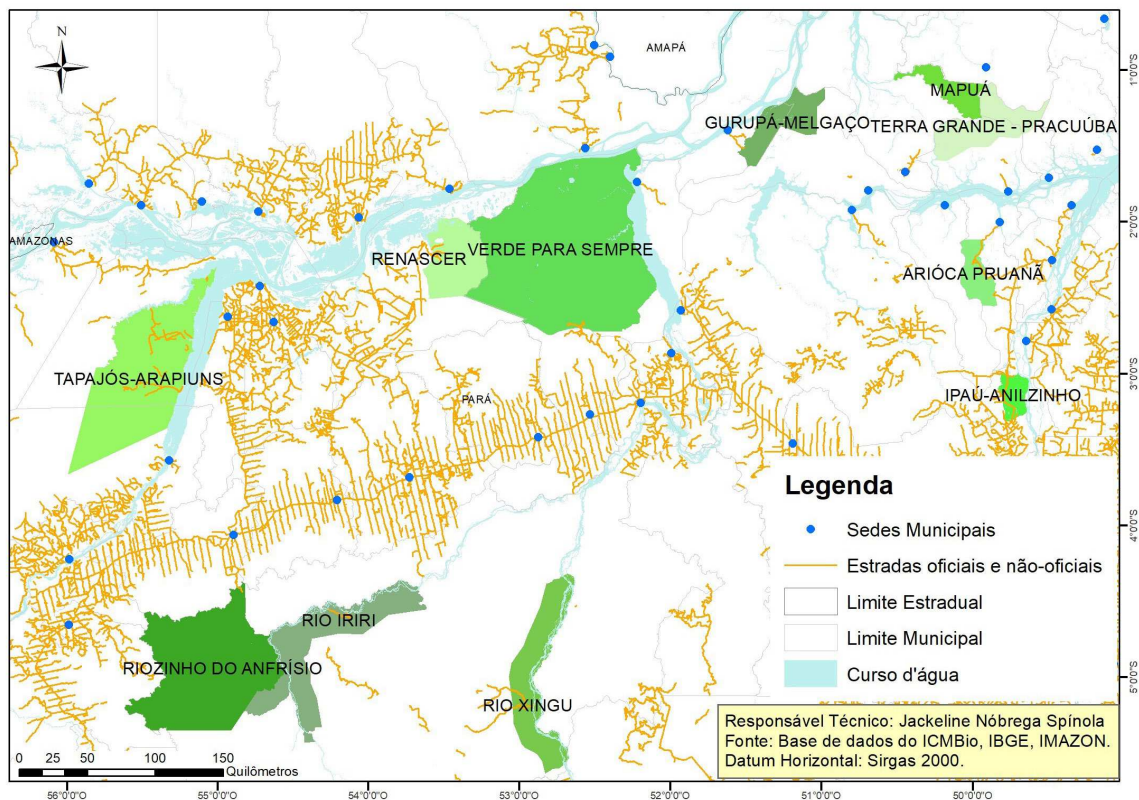 N
AMAPÁ
MAPUÁ
GURUPÁ-MELGAÇO
TERRA GRANDE - PRACUÚBA
AMAZONAS
RENASCER
VERDE PARA SEMPRE
ARIÓCA PRUANÃ
TAPAJÓS-ARAPIUNS
PARÁ
IPAÚ-ANILZINHO
RIO IRIRI
RIOZINHO DO ANFRÍSIO
RIO XINGU
Legenda
Sedes Municipais
Estradas oficiais e não-oficiais
Limite Estradual
Limite Municipal
Curso d'água
Responsável Técnico: Jackeline Nóbrega Spínola
Fonte: Base de dados do ICMBio, IBGE, IMAZON.
Datum Horizontal: Sirgas 2000.
0 25 50 100 150
Quilômetros
1°0'0"S
2°0'0"S
3°0'0"S
4°0'0"S
5°0'0"S
56°0'0"O
55°0'0"O
54°0'0"O
53°0'0"O
52°0'0"O
51°0'0"O
50°0'0"O